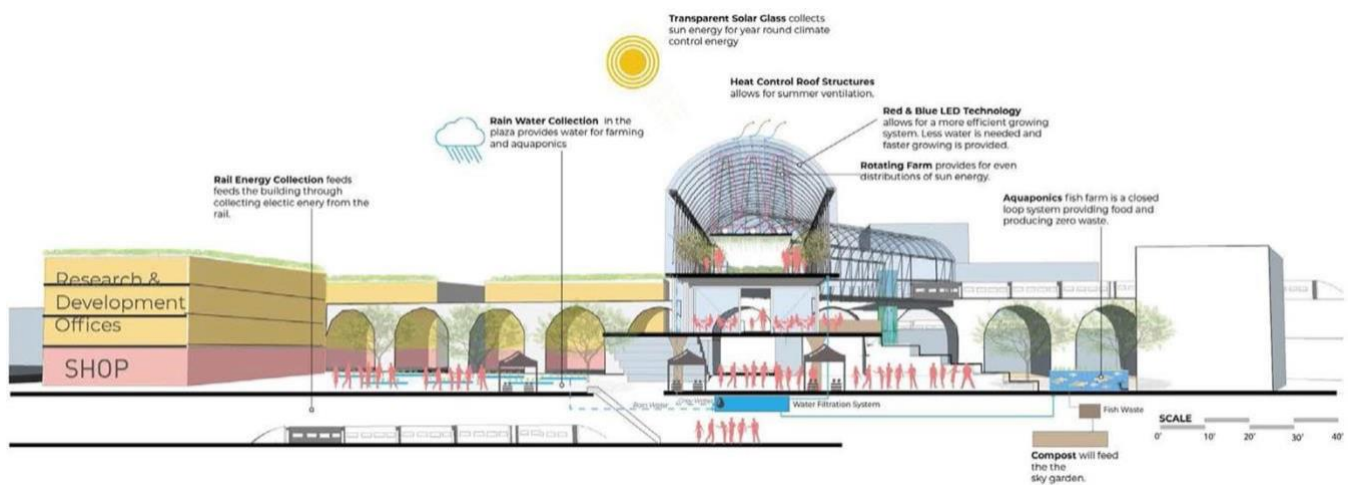 Transparent Solar Glass collects
sun energy for year round climate
control energy
Heat Control Roof Structures
allows for summer ventilation.
Red & Blue LED Technology
allows for a more efficient growing
system. Less water is needed and
faster growing is provided.
Rain Water Collection in the
plaza provides water for farming
and aquaponics
Rotating Farm provides for even
distributions of sun energy.
Rail Energy Collection feeds
feeds the building through
collecting electic enery from the
rail.
Aquaponics fish farm is a closed
loop system providing food and
producing zero waste.
Research &
Development
Offices
SHOP
Rain Water
Grey Water
Water Filtration System
Fish Waste
SCALE
0' 10' 20' 30' 40'
Compost will feed
the the
sky garden.